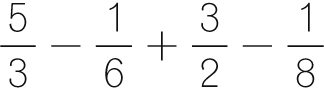 5/3 − 1/6 + 3/2 − 1/8